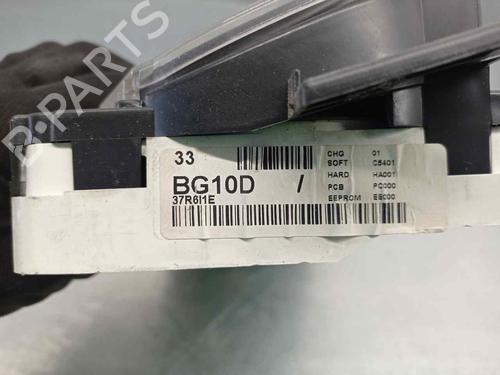 B-PARTS
33
BG10D /
37R6I1E
CHG 01
SOFT C5401
HARD HA001
PCB PC000
EEPROM EE000